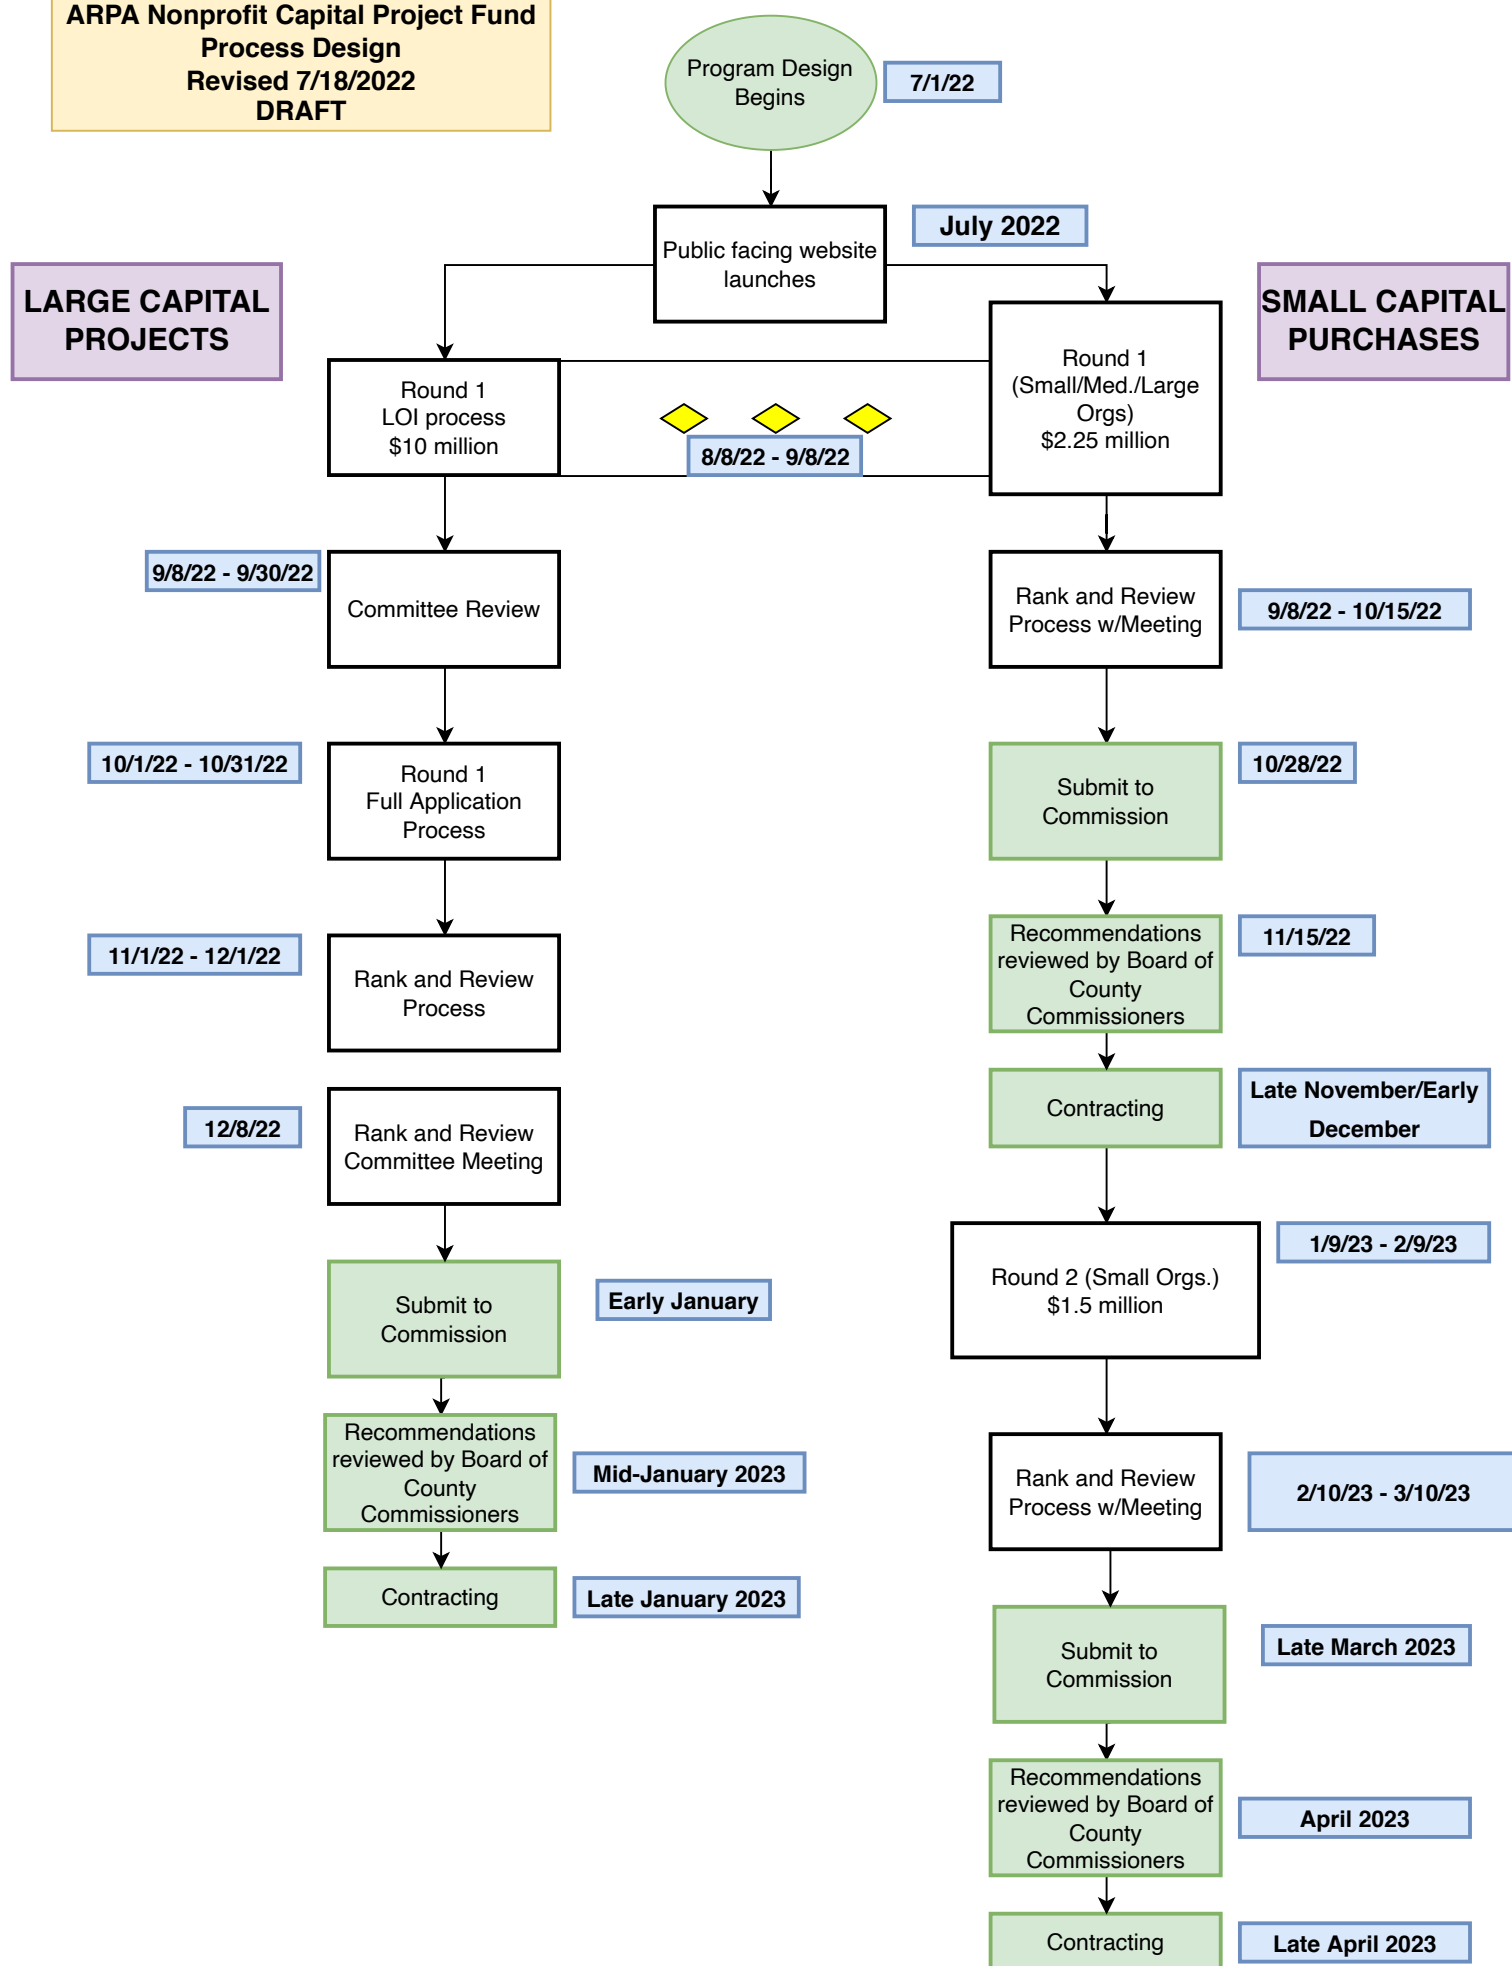 ARPA Nonprofit Capital Project Fund
Process Design
Revised 7/18/2022
DRAFT
Program Design
Begins
7/1/22
Public facing website
launches
July 2022
LARGE CAPITAL
PROJECTS
SMALL CAPITAL
PURCHASES
Round 1
LOI process
$10 million
8/8/22 - 9/8/22
Round 1
(Small/Med./Large
Orgs)
$2.25 million
9/8/22 - 9/30/22
Committee Review
Rank and Review
Process w/Meeting
9/8/22 - 10/15/22
10/1/22 - 10/31/22
Round 1
Full Application
Process
Submit to
Commission
10/28/22
11/1/22 - 12/1/22
Rank and Review
Process
Recommendations
reviewed by Board of
County
Commissioners
11/15/22
12/8/22
Rank and Review
Committee Meeting
Contracting
Late November/Early
December
Submit to
Commission
Early January
Round 2 (Small Orgs.)
$1.5 million
1/9/23 - 2/9/23
Recommendations
reviewed by Board of
County
Commissioners
Mid-January 2023
Rank and Review
Process w/Meeting
2/10/23 - 3/10/23
Contracting
Late January 2023
Submit to
Commission
Late March 2023
Recommendations
reviewed by Board of
County
Commissioners
April 2023
Contracting
Late April 2023